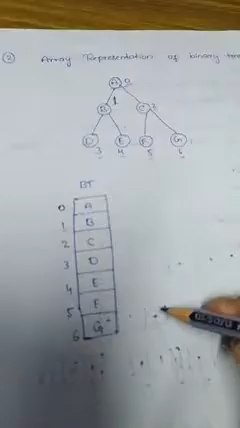 2 Array Representation of binary tre
A 0
B 1 C 2
D E F G
3 4 5 6
BT
0 A
1 B
2 C
3 D
4 E
5 F
6 G